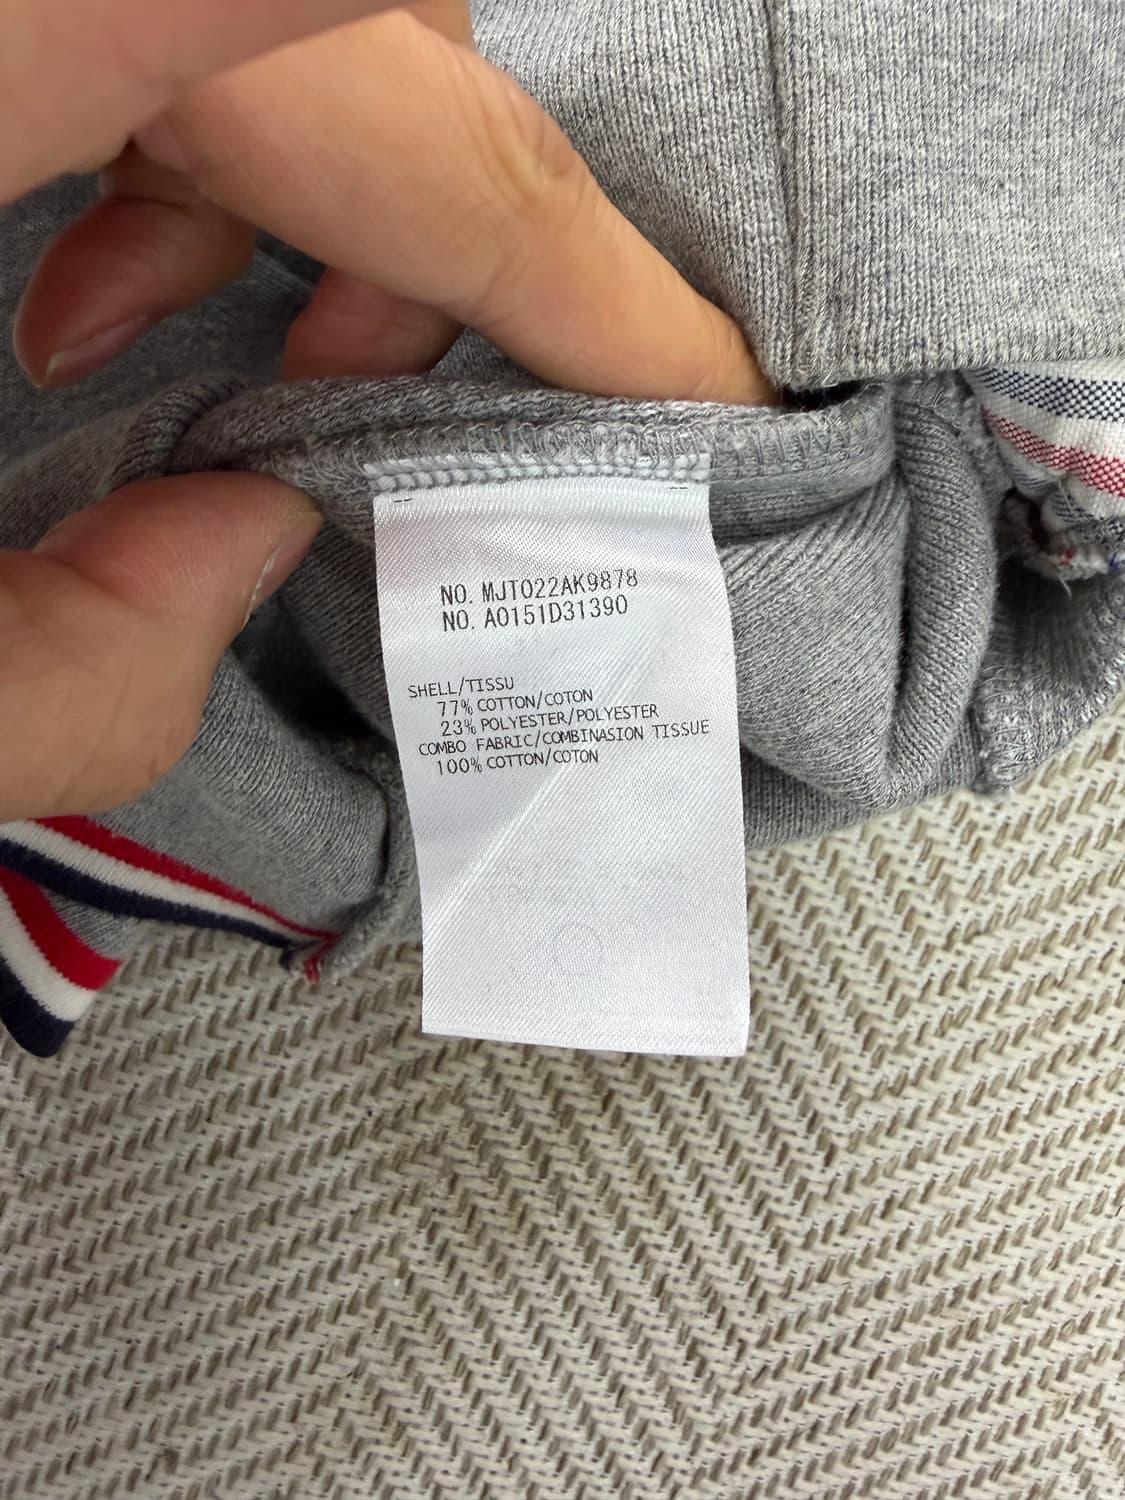 NO. MJT022AK9878
NO. A0151D31390
SHELL/TISSU
77% COTTON/COTON
23% POLYESTER/POLYESTER
COMBO FABRIC/COMBINASION TISSUE
100% COTTON/COTON